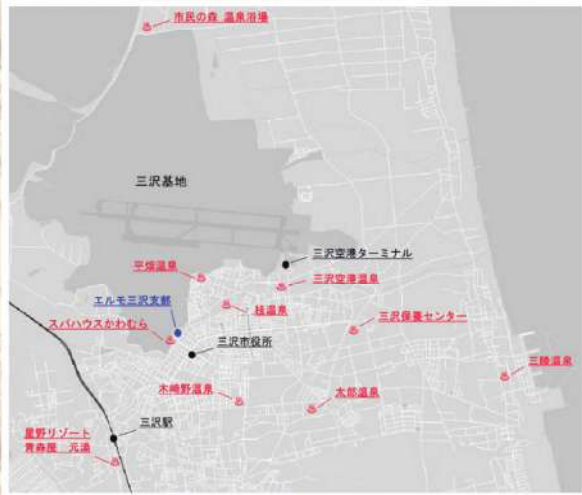 市民の森 温泉浴場
三沢基地
三沢空港ターミナル
平畑温泉
三沢空港温泉
エルモ三沢支部
桂温泉
スパハウスかわむら
三沢保養センター
三沢市役所
三陸温泉
木崎野温泉
太郎温泉
三沢駅
星野リゾート
青森屋 元湯